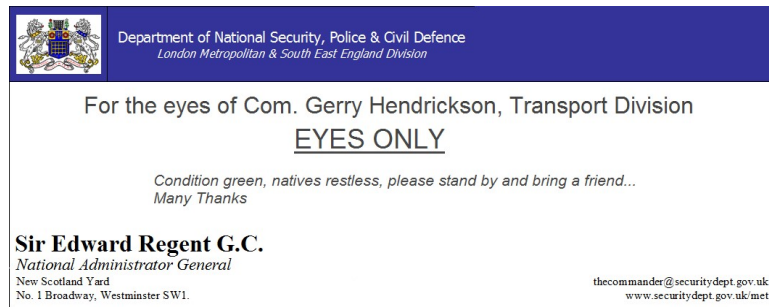 Department of National Security, Police & Civil Defence
London Metropolitan & South East England Division
For the eyes of Com. Gerry Hendrickson, Transport Division
EYES ONLY
Condition green, natives restless, please stand by and bring a friend...
Many Thanks
Sir Edward Regent G.C.
National Administrator General
New Scotland Yard
No. 1 Broadway, Westminster SW1.
thecommander@securitydept.gov.uk
www.securitydept.gov.uk/met